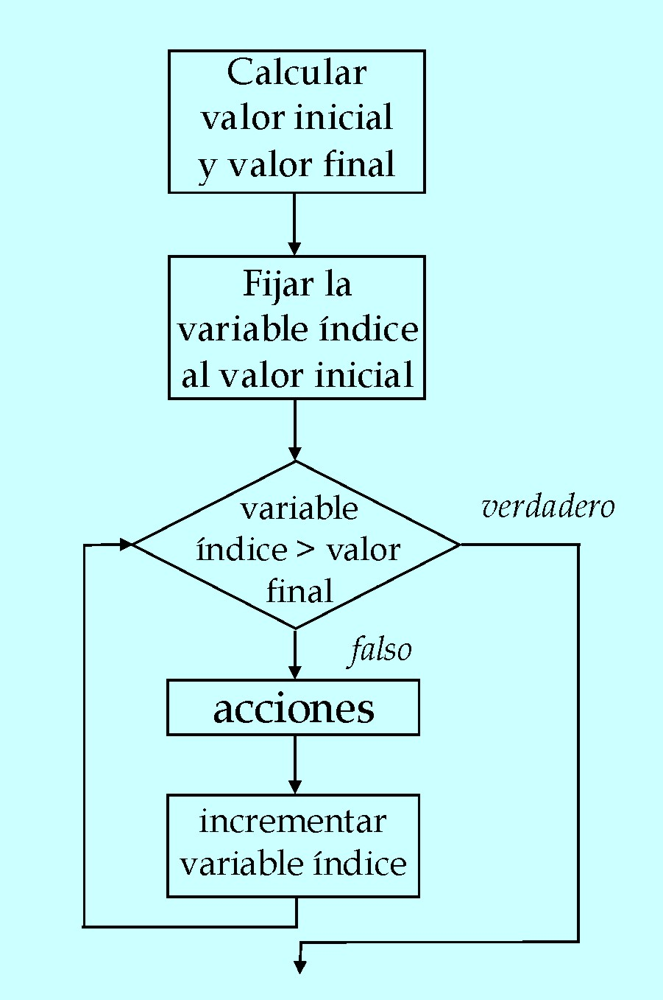 Calcular
valor inicial
y valor final
Fijar la
variable índice
al valor inicial
variable
índice > valor
final
verdadero
falso
acciones
incrementar
variable índice